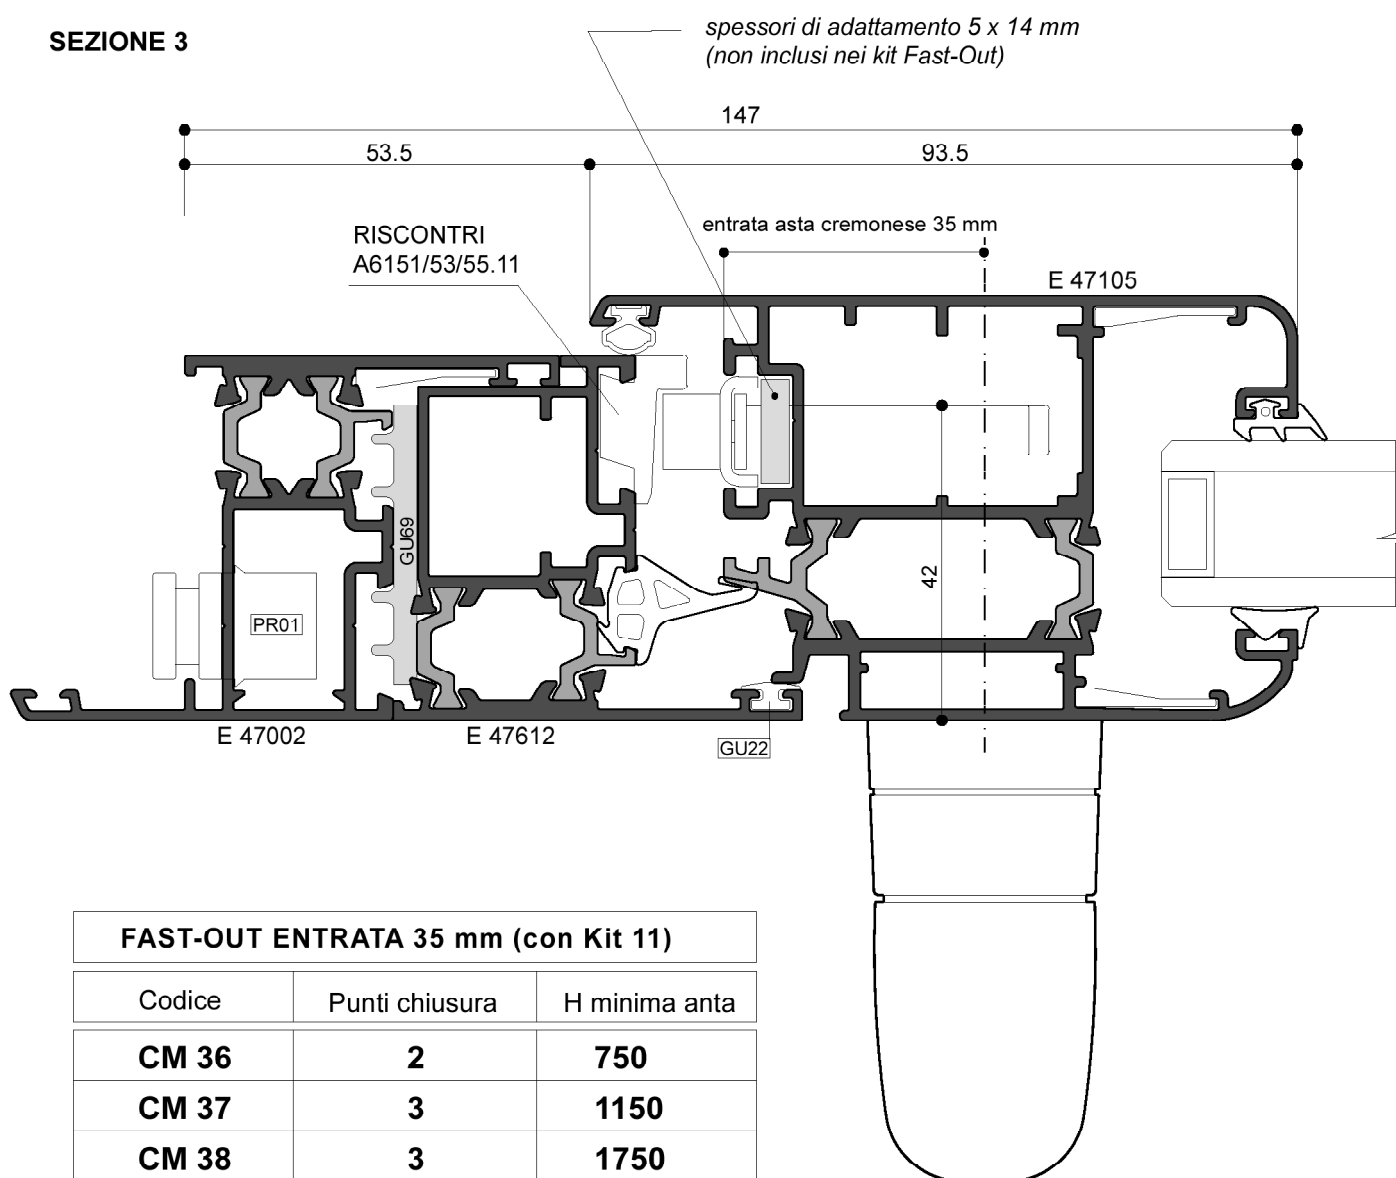 SEZIONE 3
spessori di adattamento 5 x 14 mm
(non inclusi nei kit Fast-Out)
147
53.5
93.5
entrata asta cremonese 35 mm
RISCONTRI
A6151/53/55.11
E 47105
GU69
42
PR01
E 47002
E 47612
GU22
FAST-OUT ENTRATA 35 mm (con Kit 11)
Codice Punti chiusura H minima anta
CM 36 2 750
CM 37 3 1150
CM 38 3 1750